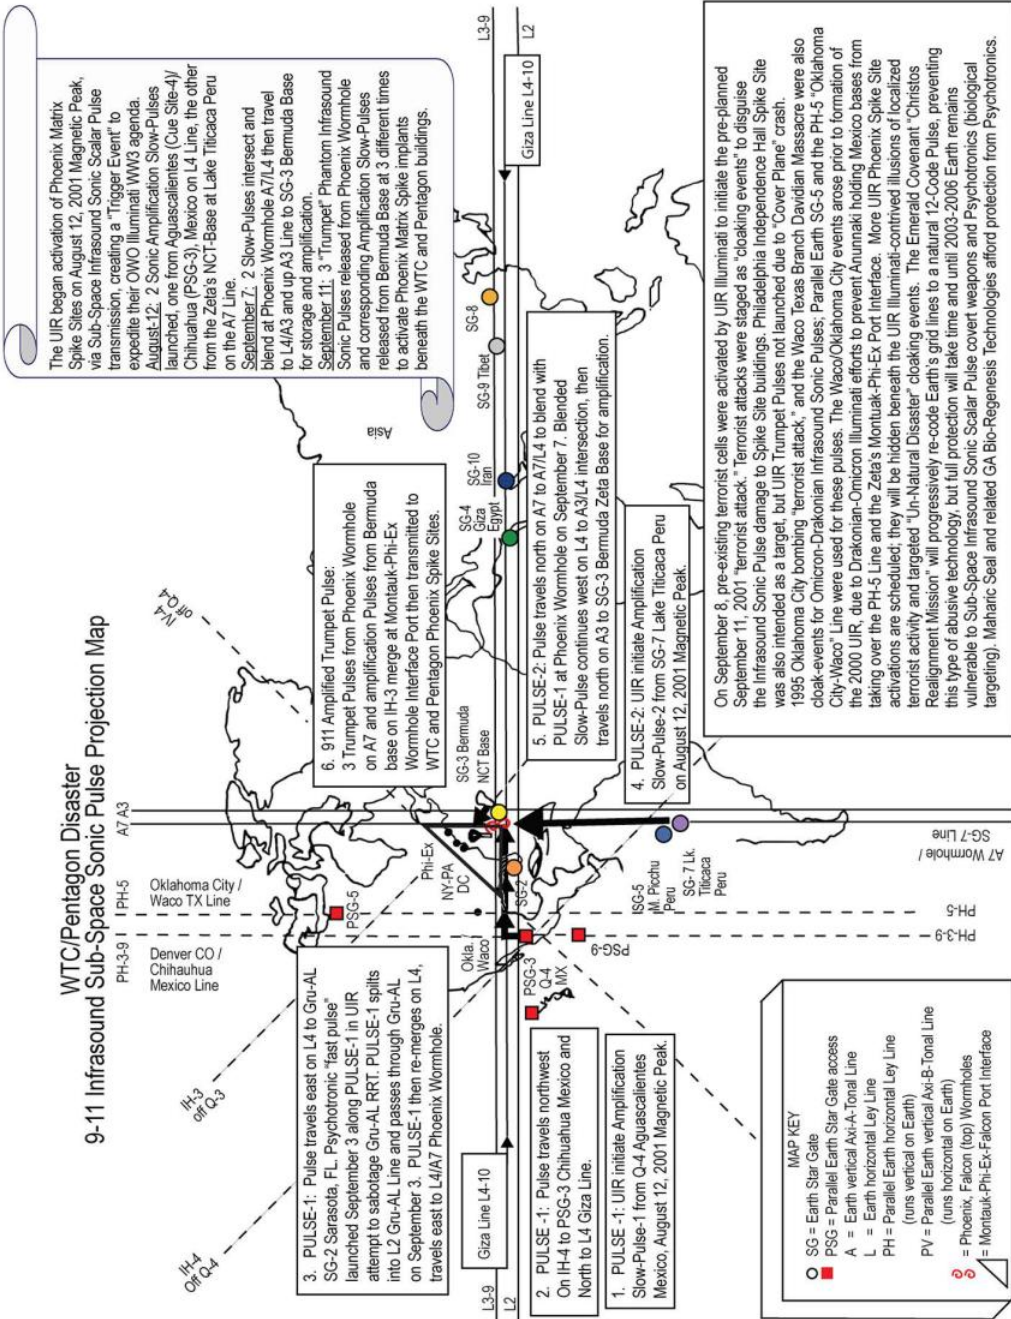 WTC/Pentagon Disaster
9-11 Infrasound Sub-Space Sonic Pulse Projection Map
The UIR began activation of Phoenix Matrix
Spike Sites on August 12, 2001 Magnetic Peak,
via Sub-Space Infrasound Sonic Scalar Pulse
transmission, creating a "Trigger Event" to
expedite their OWO Illuminati WW3 agenda.
August-12: 2 Sonic Amplification Slow-Pulses
launched, one from Aguascalientes (Cue Site-4)/
Chihuahua (PSG-3), Mexico on L4 Line, the other
from the Zeta's NCT-Base at Lake Titicaca Peru
on the A7 Line.
September 7: 2 Slow-Pulses intersect and
blend at Phoenix Wormhole A7/L4 then travel
to L4/A3 and up A3 Line to SG-3 Bermuda Base
for storage and amplification.
September 11: 3 "Trumpet" Phantom Infrasound
Sonic Pulses released from Phoenix Wormhole
and corresponding Amplification Slow-Pulses
released from Bermuda Base at 3 different times
to activate Phoenix Matrix Spike implants
beneath the WTC and Pentagon buildings.
IH-4
Off Q-4
IH-3
off Q-3
PH-3-9
PH-5
A7 A3
IV-4
off Q-4
Denver CO /
Chihauhua
Mexico Line
Oklahoma City /
Waco TX Line
3. PULSE-1: Pulse travels east on L4 to Gru-AL
SG-2 Sarasota, FL. Psychotronic "fast pulse"
launched September 3 along PULSE-1 in UIR
attempt to sabotage Gru-AL RRT. PULSE-1 splits
into L2 Gru-AL Line and passes through Gru-AL
on September 3. PULSE-1 then re-merges on L4,
travels east to L4/A7 Phoenix Wormhole.
PSG-5
Phi-Ex
NY-PA
DC
Okla./
Waco
6. 911 Amplified Trumpet Pulse:
3 Trumpet Pulses from Phoenix Wormhole
on A7 and amplification Pulses from Bermuda
base on IH-3 merge at Montauk-Phi-Ex
Wormhole Interface Port then transmitted to
WTC and Pentagon Phoenix Spike Sites.
Asia
SG-3 Bermuda
NCT Base
SG-4
Giza
Egypt
SG-10
Iran
SG-9 Tibet
SG-8
L3-9
L2
Giza Line L4-10
L3-9
L2
Giza Line L4-10
SG-2
PSG-3
Q-4
MX
PSG-9
2. PULSE -1: Pulse travels northwest
On IH-4 to PSG-3 Chihuahua Mexico and
North to L4 Giza Line.
1. PULSE -1: UIR initiate Amplification
Slow-Pulse-1 from Q-4 Aguascalientes
Mexico, August 12, 2001 Magnetic Peak.
5. PULSE-2: Pulse travels north on A7 to A7/L4 to blend with
PULSE-1 at Phoenix Wormhole on September 7. Blended
Slow-Pulse continues west on L4 to A3/L4 intersection, then
travels north on A3 to SG-3 Bermuda Zeta Base for amplification.
4. PULSE-2: UIR initiate Amplification
Slow-Pulse-2 from SG-7 Lake Titicaca Peru
on August 12, 2001 Magnetic Peak.
ISG-5
M. Picchu
Peru
SG- 7 Lk.
Titicaca
Peru
PH-3-9
PH-5
A7 Wormhole /
SG-7 Line
MAP KEY
SG = Earth Star Gate
PSG = Parallel Earth Star Gate access
A = Earth vertical Axi-A-Tonal Line
L = Earth horizontal Ley Line
PH = Parallel Earth horizontal Ley Line
(runs vertical on Earth)
PV = Parallel Earth vertical Axi-B-Tonal Line
(runs horizontal on Earth)
= Phoenix, Falcon (top) Wormholes
= Montauk-Phi-Ex-Falcon Port Interface
On September 8, pre-existing terrorist cells were activated by UIR Illuminati to initiate the pre-planned
September 11, 2001 "terrorist attack." Terrorist attacks were staged as "cloaking events" to disguise
the Infrasound Sonic Pulse damage to Spike Site buildings. Philadelphia Independence Hall Spike Site
was also intended as a target, but UIR Trumpet Pulses not launched due to "Cover Plane" crash.
1995 Oklahoma City bombing "terrorist attack," and the Waco Texas Branch Davidian Massacre were also
cloak-events for Omicron-Drakonian Infrasound Sonic Pulses; Parallel Earth SG-5 and the PH-5 "Oklahoma
City-Waco" Line were used for these pulses. The Waco/Oklahoma City events arose prior to formation of
the 2000 UIR, due to Drakonian-Omicron Illuminati efforts to prevent Anunnaki holding Mexico bases from
taking over the PH-5 Line and the Zeta's Montuak-Phi-Ex Port Interface. More UIR Phoenix Spike Site
activations are scheduled; they will be hidden beneath the UIR Illuminati-contrived illusions of localized
terrorist activity and targeted "Un-Natural Disaster" cloaking events. The Emerald Covenant "Christos
Realignment Mission" will progressively re-code Earth's grid lines to a natural 12-Code Pulse, preventing
this type of abusive technology, but full protection will take time and until 2003-2006 Earth remains
vulnerable to Sub-Space Infrasound Sonic Scalar Pulse covert weapons and Psychotronics (biological
targeting). Maharic Seal and related GA Bio-Regenesis Technologies afford protection from Psychotronics.